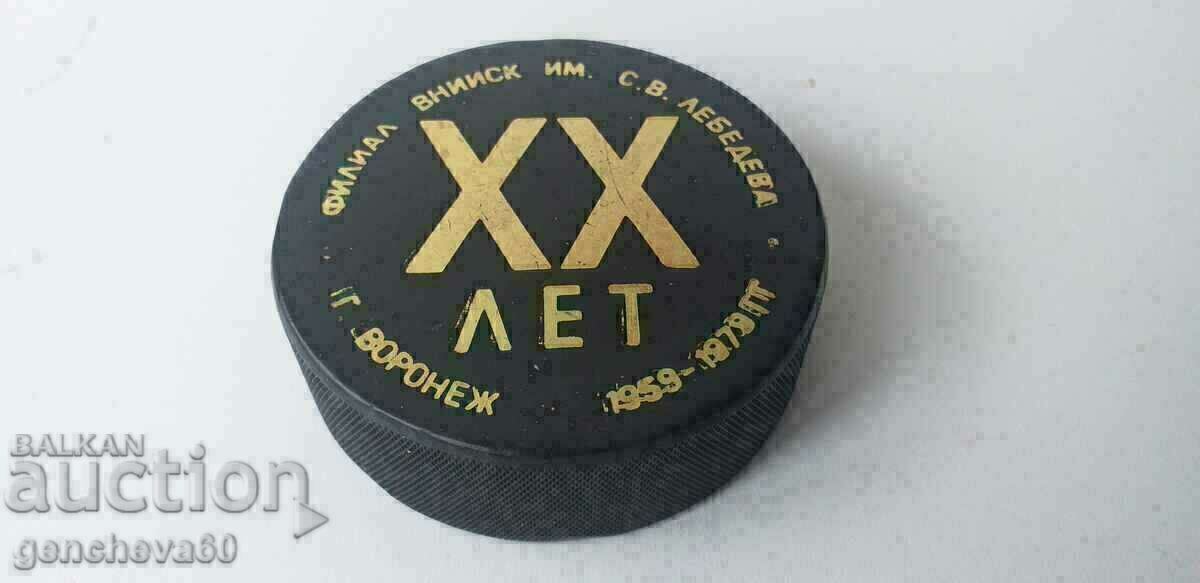 ФИЛИАЛ ВНИИСК ИМ. С.В. ЛЕБЕДЕВА
XX
ЛЕТ
Г. ВОРОНЕЖ
1959-1979 ГГ
BALKAN
auction
gencheva60